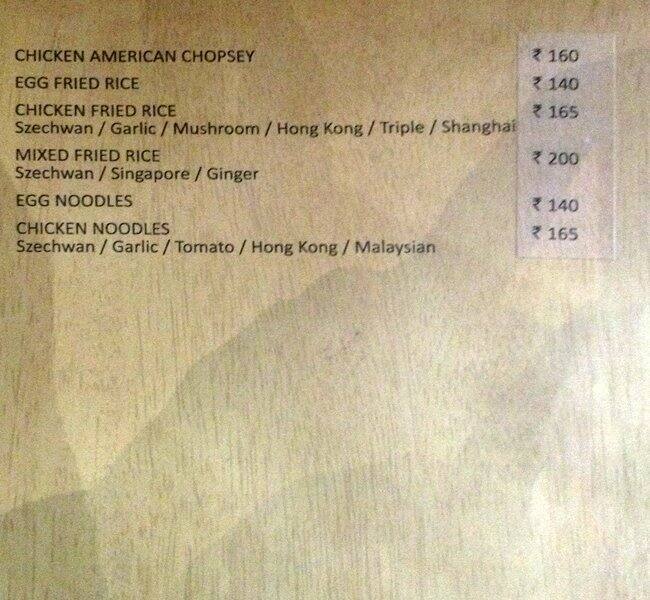 CHICKEN AMERICAN CHOPSEY ₹ 160
EGG FRIED RICE ₹ 140
CHICKEN FRIED RICE ₹ 165
Szechwan / Garlic / Mushroom / Hong Kong / Triple / Shanghai
MIXED FRIED RICE ₹ 200
Szechwan / Singapore / Ginger
EGG NOODLES ₹ 140
CHICKEN NOODLES ₹ 165
Szechwan / Garlic / Tomato / Hong Kong / Malaysian